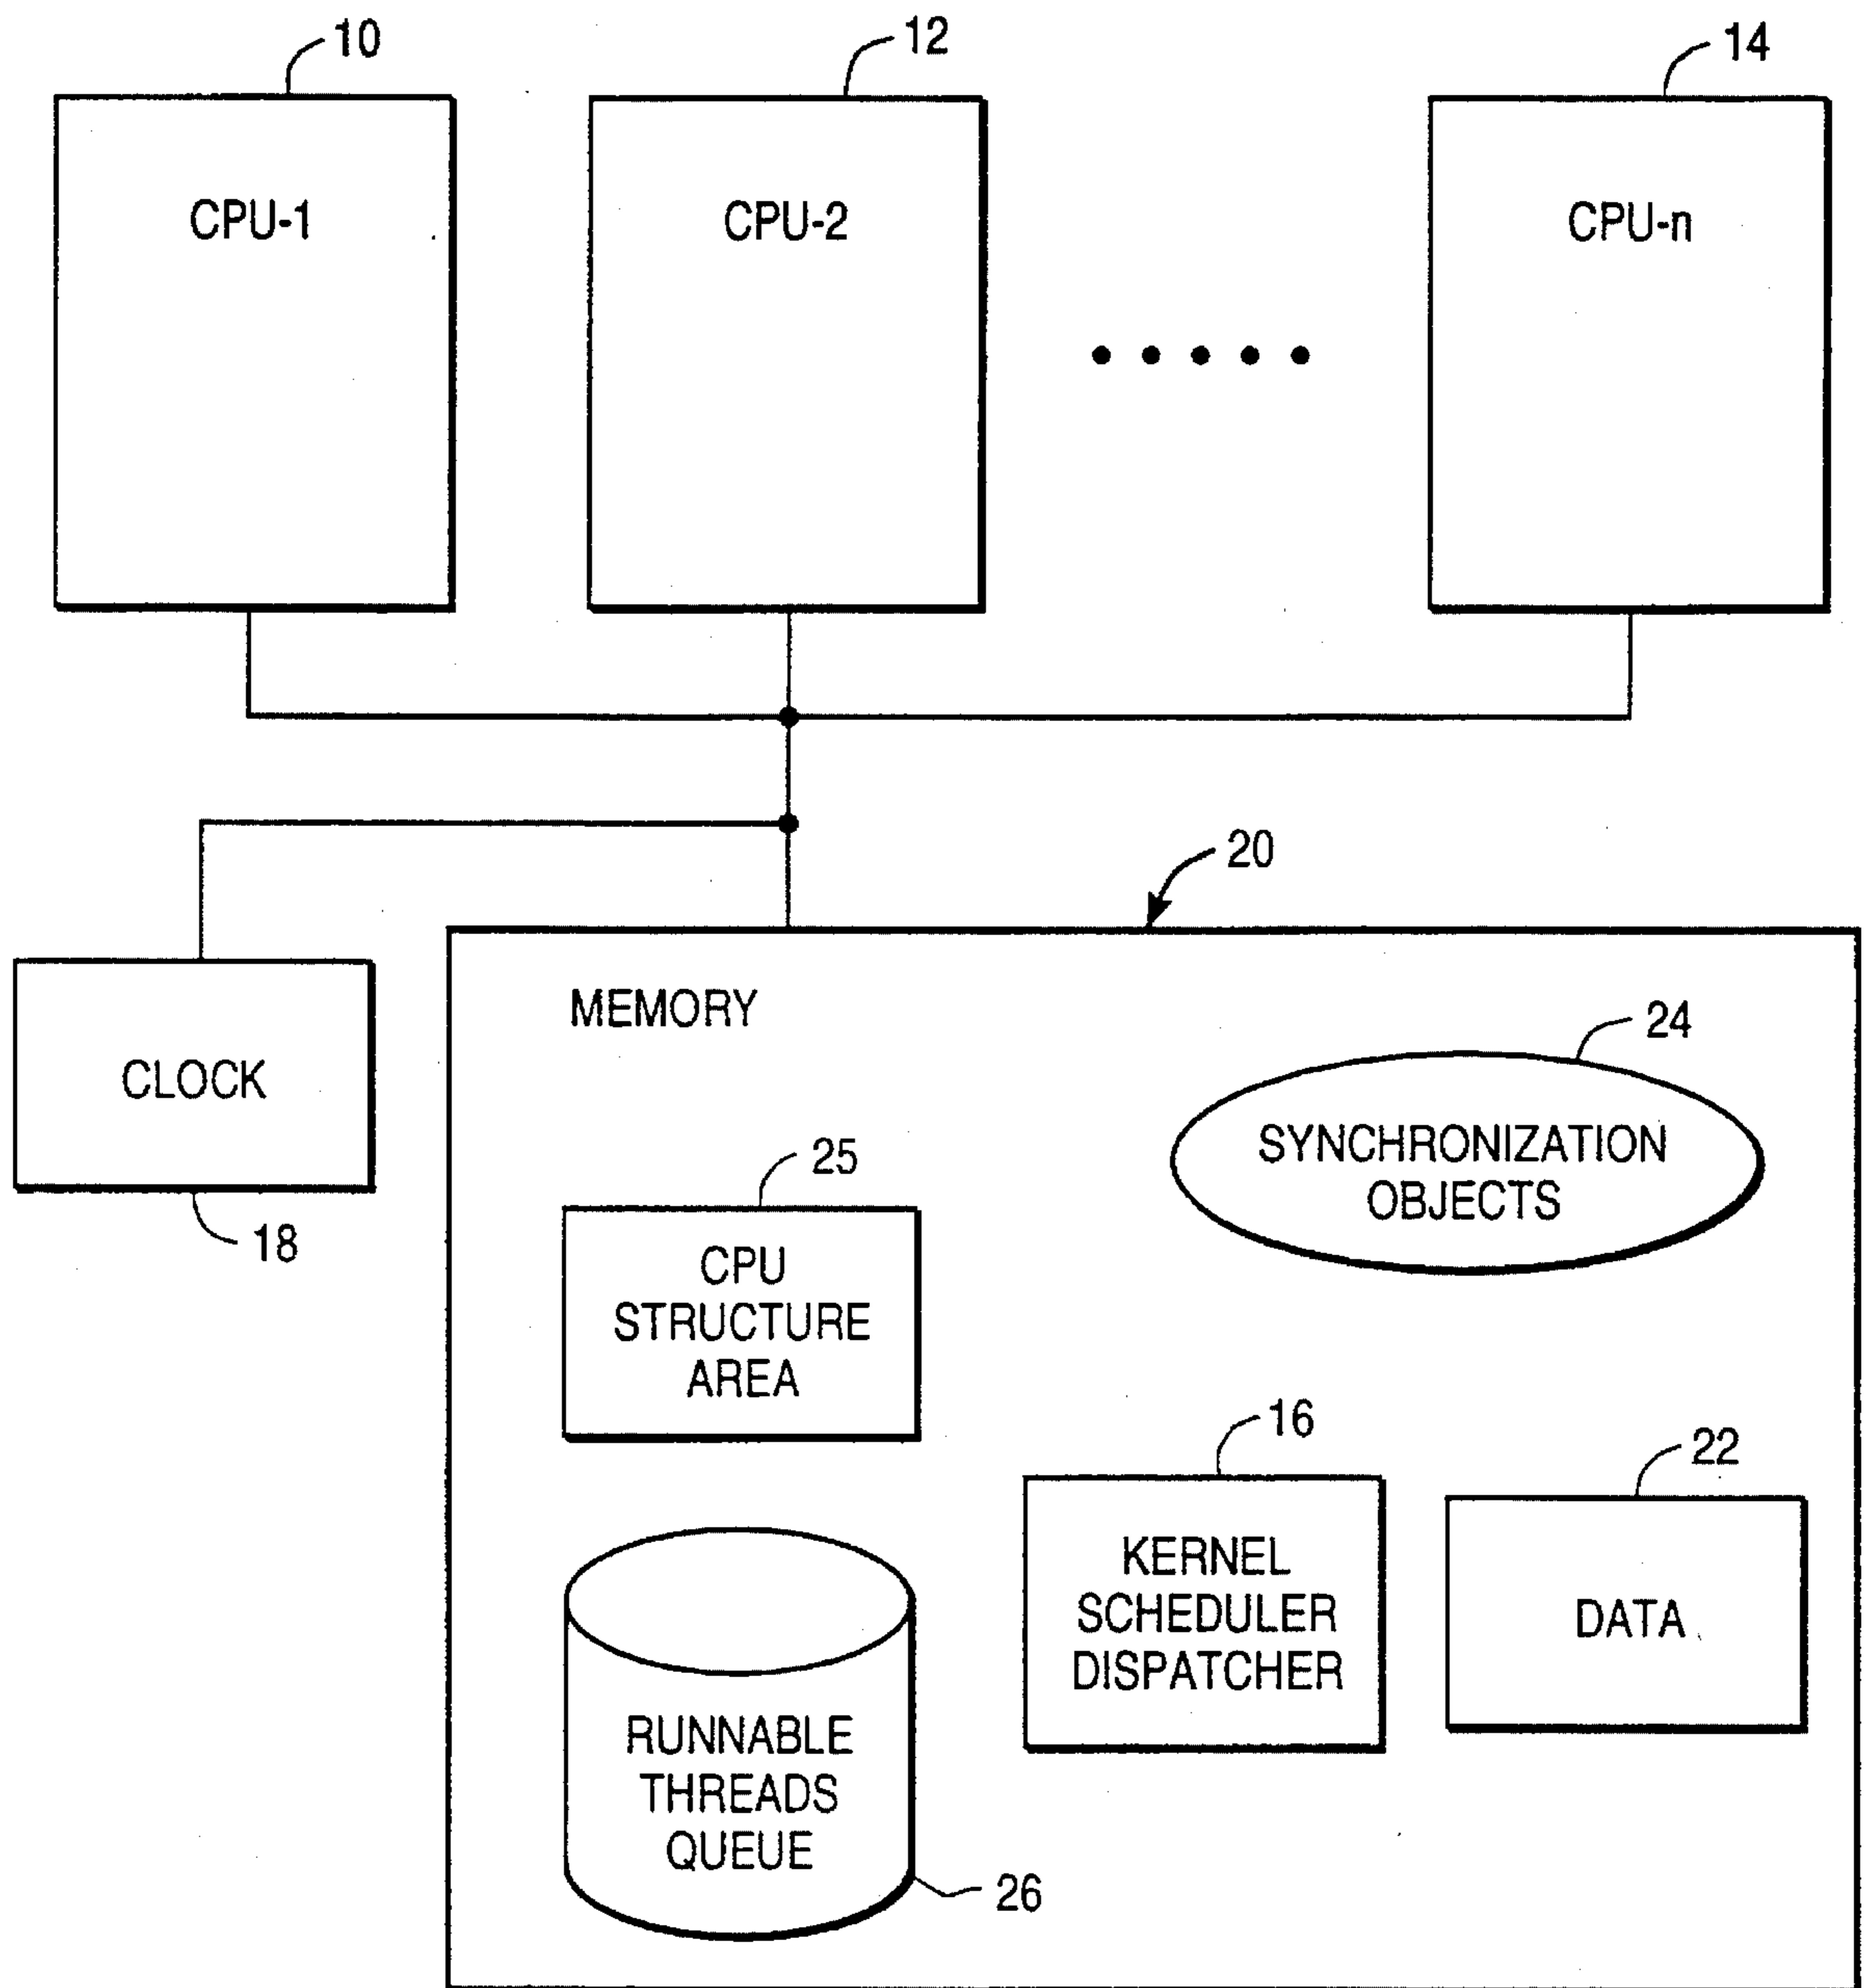 10
12
14
CPU-1
CPU-2
CPU-n
20
MEMORY
24
CLOCK
SYNCHRONIZATION
OBJECTS
25
18
CPU
STRUCTURE
AREA
16
22
KERNEL
SCHEDULER
DISPATCHER
DATA
RUNNABLE
THREADS
QUEUE
26